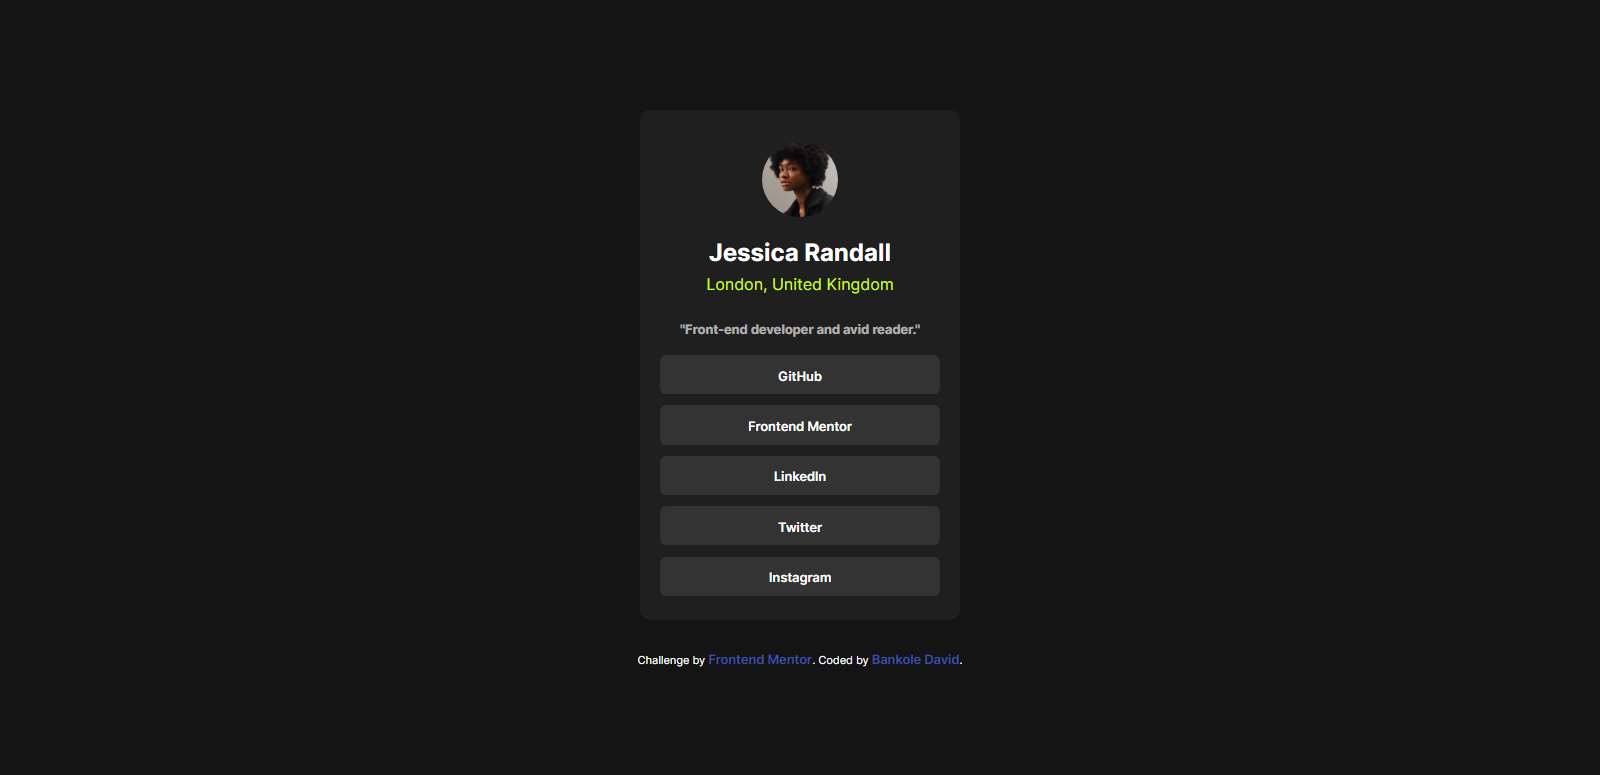 Jessica Randall
London, United Kingdom
"Front-end developer and avid reader."
GitHub
Frontend Mentor
LinkedIn
Twitter
Instagram
Challenge by Frontend Mentor. Coded by Bankole David.